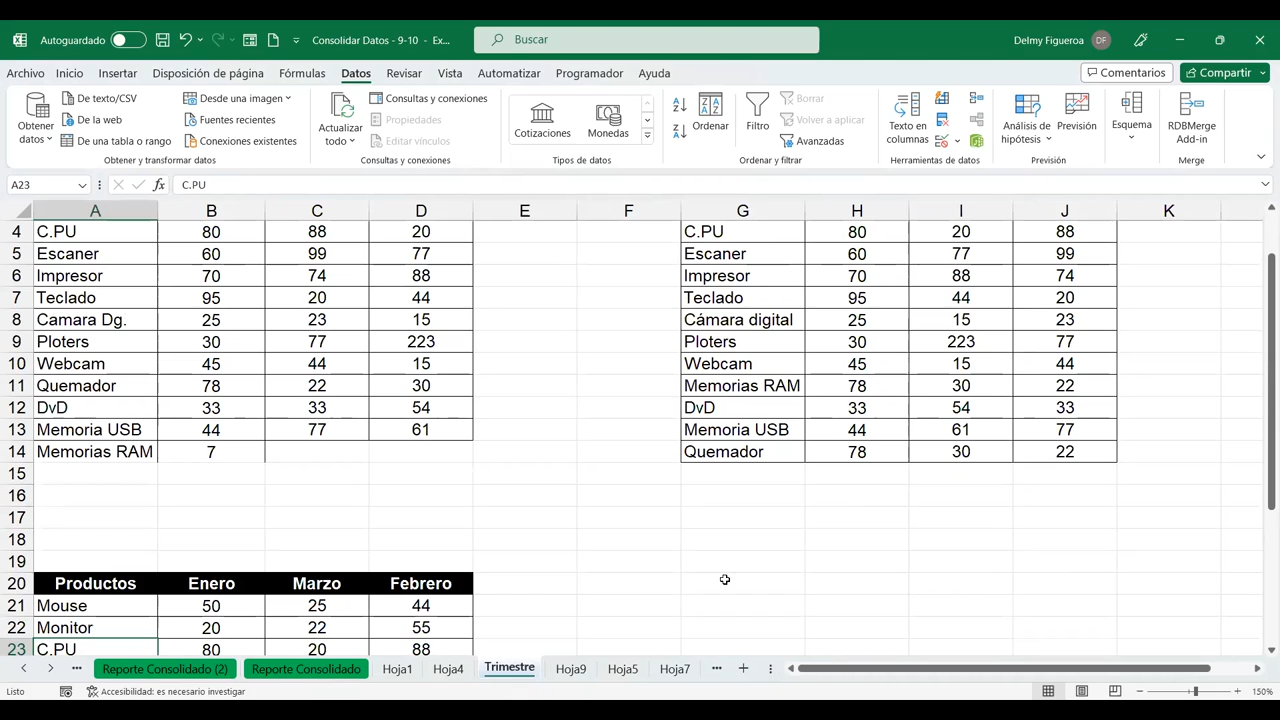 Autoguardado Consolidar Datos - 9-10 - Ex... Buscar Delmy Figueroa DF
Archivo Inicio Insertar Disposición de página Fórmulas Datos Revisar Vista Automatizar Programador Ayuda Comentarios Compartir
Obtener datos De texto/CSV De la web De una tabla o rango Desde una imagen Fuentes recientes Conexiones existentes
Actualizar todo Consultas y conexiones Propiedades Editar vínculos
Cotizaciones Monedas
Ordenar Filtro Borrar Volver a aplicar Avanzadas
Texto en columnas
Análisis de hipótesis Previsión Esquema RDBMerge Add-in
Obtener y transformar datos Consultas y conexiones Tipos de datos Ordenar y filtrar Herramientas de datos Previsión Merge
A23 fx C.PU
A B C D E F G H I J K
4 C.PU 80 88 20 C.PU 80 20 88
5 Escaner 60 99 77 Escaner 60 77 99
6 Impresor 70 74 88 Impresor 70 88 74
7 Teclado 95 20 44 Teclado 95 44 20
8 Camara Dg. 25 23 15 Cámara digital 25 15 23
9 Ploters 30 77 223 Ploters 30 223 77
10 Webcam 45 44 15 Webcam 45 15 44
11 Quemador 78 22 30 Memorias RAM 78 30 22
12 DvD 33 33 54 DvD 33 54 33
13 Memoria USB 44 77 61 Memoria USB 44 61 77
14 Memorias RAM 7 Quemador 78 30 22
15
16
17
18
19
20 Productos Enero Marzo Febrero
21 Mouse 50 25 44
22 Monitor 20 22 55
23 C.PU 80 20 88
... Reporte Consolidado (2) Reporte Consolidado Hoja1 Hoja4 Trimestre Hoja9 Hoja5 Hoja7 ...
Listo Accesibilidad: es necesario investigar 150%